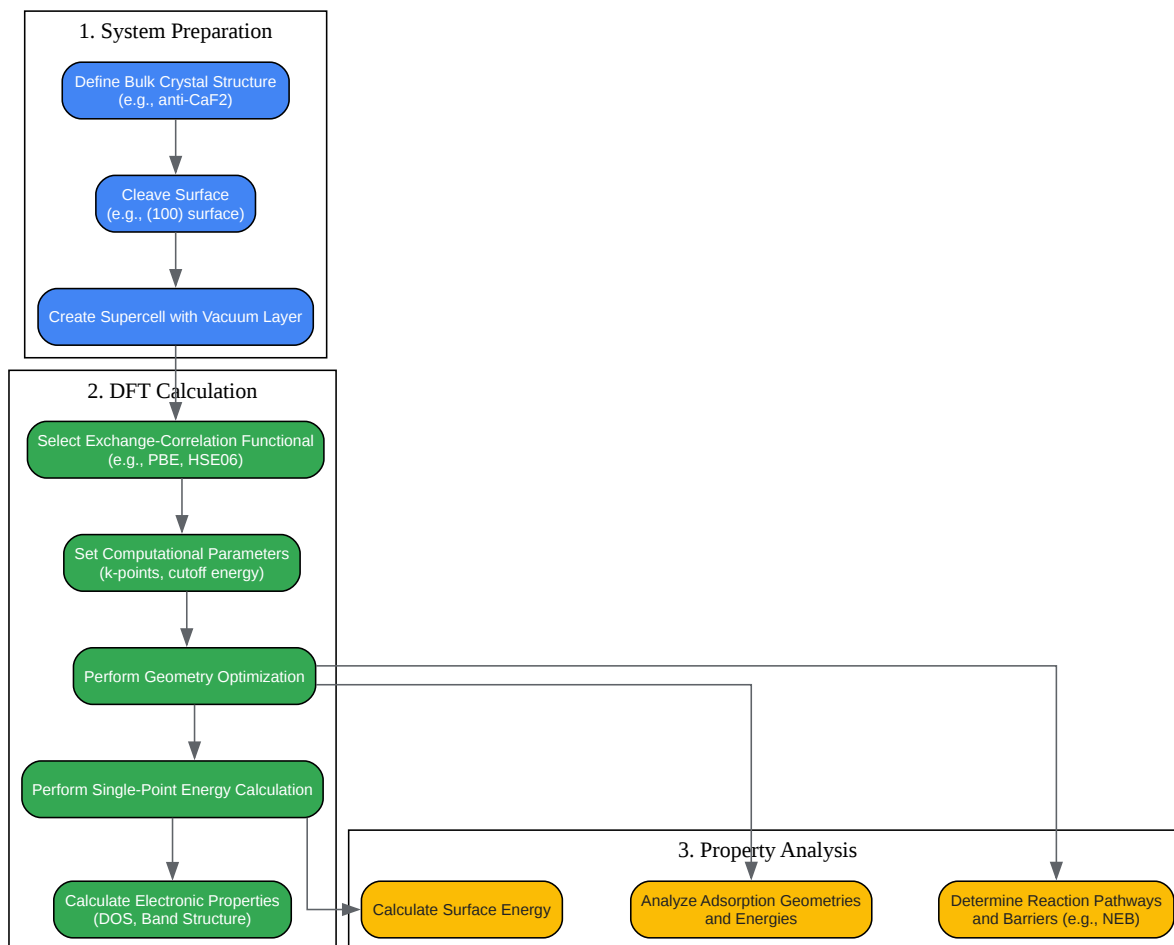 1. System Preparation
Define Bulk Crystal Structure
(e.g., anti-CaF2)
Cleave Surface
(e.g., (100) surface)
Create Supercell with Vacuum Layer
2. DFT Calculation
Select Exchange-Correlation Functional
(e.g., PBE, HSE06)
Set Computational Parameters
(k-points, cutoff energy)
Perform Geometry Optimization
Perform Single-Point Energy Calculation
Calculate Electronic Properties
(DOS, Band Structure)
3. Property Analysis
Calculate Surface Energy
Analyze Adsorption Geometries
and Energies
Determine Reaction Pathways
and Barriers (e.g., NEB)